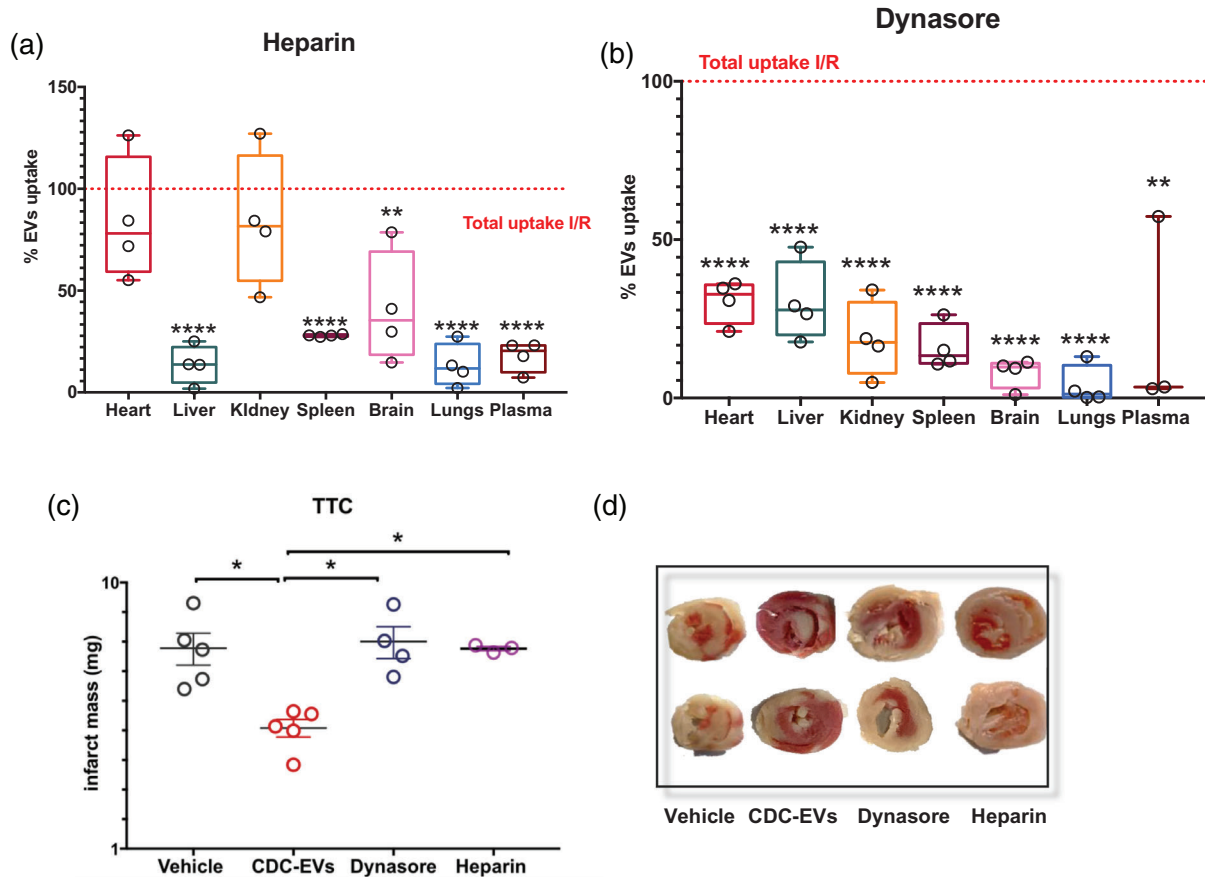 (a)
Heparin
150
100
50
0
% EVs uptake
Total uptake I/R
**
****
****
****
****
Heart
Liver
KIdney
Spleen
Brain
Lungs
Plasma
(b)
Dynasore
Total uptake I/R
100
50
0
% EVs uptake
****
****
****
****
****
****
**
Heart
Liver
Kidney
Spleen
Brain
Lungs
Plasma
(c)
TTC
*
*
*
10
1
infarct mass (mg)
Vehicle
CDC-EVs
Dynasore
Heparin
(d)
Vehicle
CDC-EVs
Dynasore
Heparin